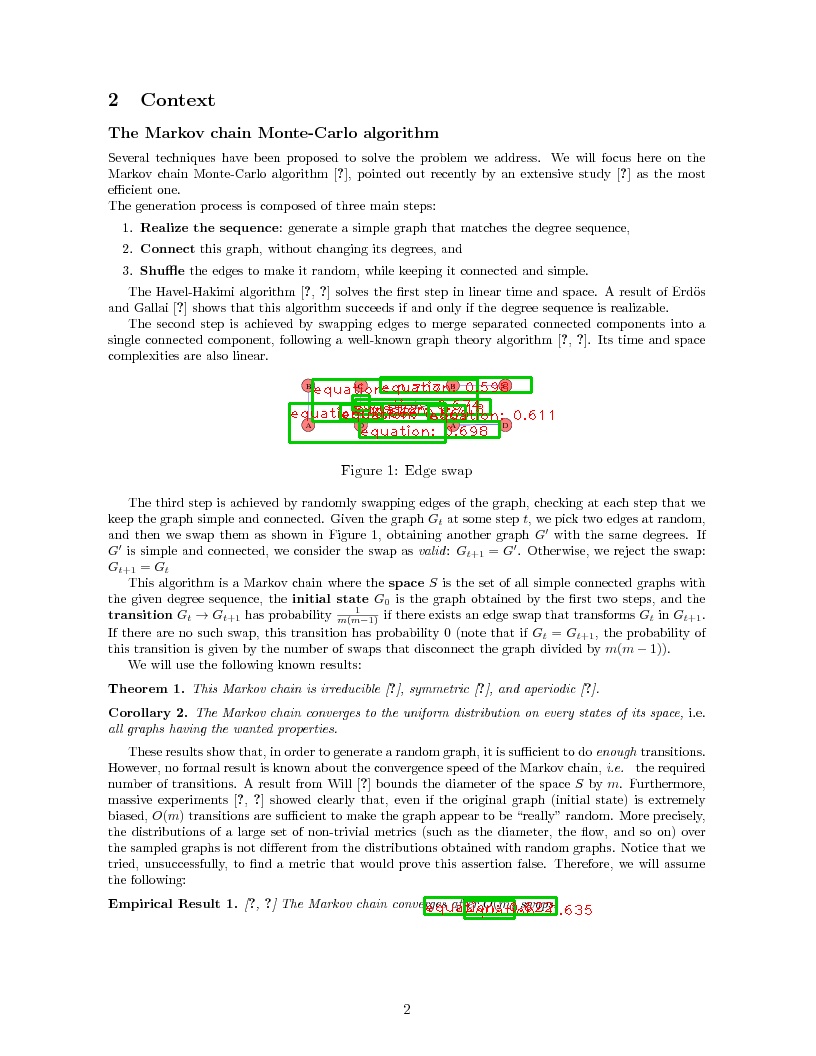 2 Context
The Markov chain Monte-Carlo algorithm
Several techniques have been proposed to solve the problem we address. We will focus here on the
Markov chain Monte-Carlo algorithm [?], pointed out recently by an extensive study [?] as the most
efficient one.
The generation process is composed of three main steps:
1. Realize the sequence: generate a simple graph that matches the degree sequence,
2. Connect this graph, without changing its degrees, and
3. Shuffle the edges to make it random, while keeping it connected and simple.
The Havel-Hakimi algorithm [?, ?] solves the first step in linear time and space. A result of Erdös
and Gallai [?] shows that this algorithm succeeds if and only if the degree sequence is realizable.
The second step is achieved by swapping edges to merge separated connected components into a
single connected component, following a well-known graph theory algorithm [?, ?]. Its time and space
complexities are also linear.
B C B
equation: 0.611
A D A D
equation: 0.698
Figure 1: Edge swap
The third step is achieved by randomly swapping edges of the graph, checking at each step that we
keep the graph simple and connected. Given the graph Gₜ at some step t, we pick two edges at random,
and then we swap them as shown in Figure 1, obtaining another graph G′ with the same degrees. If
G′ is simple and connected, we consider the swap as valid: Gₜ₊₁ = G′. Otherwise, we reject the swap:
Gₜ₊₁ = Gₜ
This algorithm is a Markov chain where the space S is the set of all simple connected graphs with
the given degree sequence, the initial state G₀ is the graph obtained by the first two steps, and the
transition Gₜ → Gₜ₊₁ has probability 1/m(m−1) if there exists an edge swap that transforms Gₜ in Gₜ₊₁.
If there are no such swap, this transition has probability 0 (note that if Gₜ = Gₜ₊₁, the probability of
this transition is given by the number of swaps that disconnect the graph divided by m(m − 1)).
We will use the following known results:
Theorem 1. This Markov chain is irreducible [?], symmetric [?], and aperiodic [?].
Corollary 2. The Markov chain converges to the uniform distribution on every states of its space, i.e.
all graphs having the wanted properties.
These results show that, in order to generate a random graph, it is sufficient to do enough transitions.
However, no formal result is known about the convergence speed of the Markov chain, i.e. the required
number of transitions. A result from Will [?] bounds the diameter of the space S by m. Furthermore,
massive experiments [?, ?] showed clearly that, even if the original graph (initial state) is extremely
biased, O(m) transitions are sufficient to make the graph appear to be “really” random. More precisely,
the distributions of a large set of non-trivial metrics (such as the diameter, the flow, and so on) over
the sampled graphs is not different from the distributions obtained with random graphs. Notice that we
tried, unsuccessfully, to find a metric that would prove this assertion false. Therefore, we will assume
the following:
Empirical Result 1. [?, ?] The Markov chain converges
2